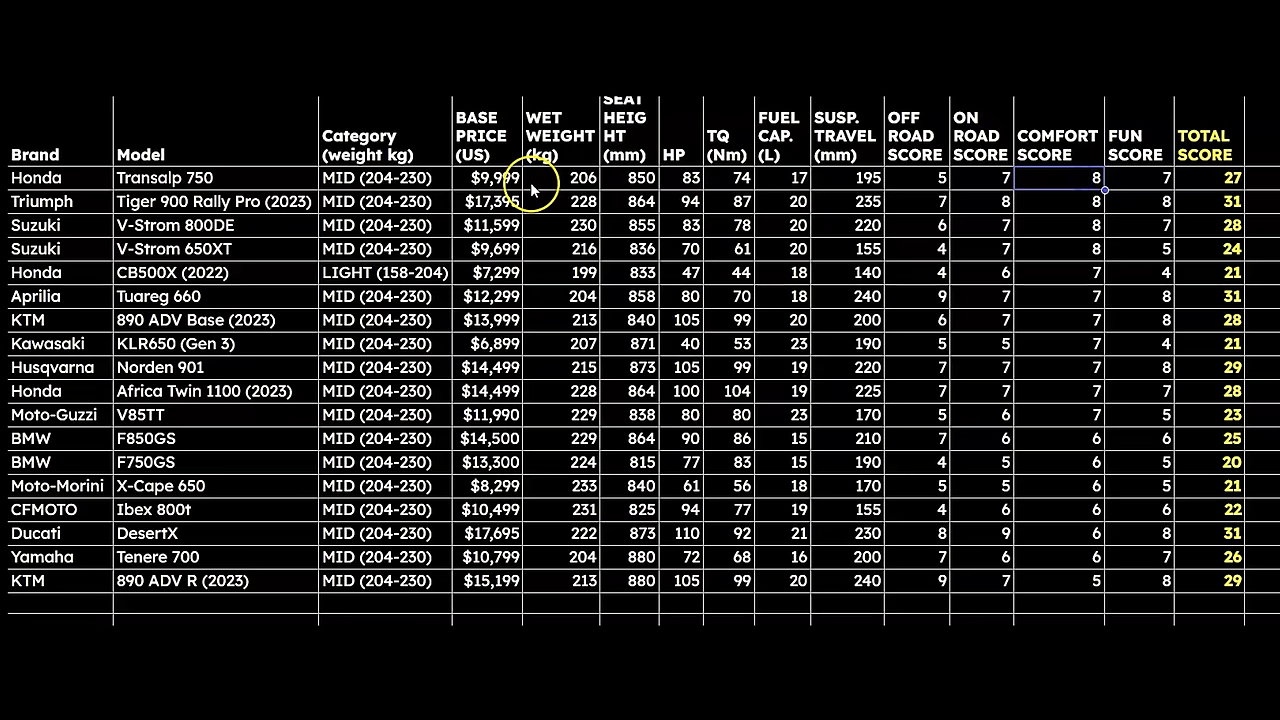 Brand Model Category (weight kg) BASE PRICE (US) WET WEIGHT (kg) SEAT HEIG HT (mm) HP TQ (Nm) FUEL CAP. (L) SUSP. TRAVEL (mm) OFF ROAD SCORE ON ROAD SCORE COMFORT SCORE FUN SCORE TOTAL SCORE
Honda Transalp 750 MID (204-230) $9,999 206 850 83 74 17 195 5 7 8 7 27
Triumph Tiger 900 Rally Pro (2023) MID (204-230) $17,395 228 864 94 87 20 235 7 8 8 8 31
Suzuki V-Strom 800DE MID (204-230) $11,599 230 855 83 78 20 220 6 7 8 7 28
Suzuki V-Strom 650XT MID (204-230) $9,699 216 836 70 61 20 155 4 7 8 5 24
Honda CB500X (2022) LIGHT (158-204) $7,299 199 833 47 44 18 140 4 6 7 4 21
Aprilia Tuareg 660 MID (204-230) $12,299 204 858 80 70 18 240 9 7 7 8 31
KTM 890 ADV Base (2023) MID (204-230) $13,999 213 840 105 99 20 200 6 7 7 8 28
Kawasaki KLR650 (Gen 3) MID (204-230) $6,899 207 871 40 53 23 190 5 5 7 4 21
Husqvarna Norden 901 MID (204-230) $14,499 215 873 105 99 19 220 7 7 7 8 29
Honda Africa Twin 1100 (2023) MID (204-230) $14,499 228 864 100 104 19 225 7 7 7 7 28
Moto-Guzzi V85TT MID (204-230) $11,990 229 838 80 80 23 170 5 6 7 5 23
BMW F850GS MID (204-230) $14,500 229 864 90 86 15 210 7 6 6 6 25
BMW F750GS MID (204-230) $13,300 224 815 77 83 15 190 4 5 6 5 20
Moto-Morini X-Cape 650 MID (204-230) $8,299 233 840 61 56 18 170 5 5 6 5 21
CFMOTO Ibex 800t MID (204-230) $10,499 231 825 94 77 19 155 4 6 6 6 22
Ducati DesertX MID (204-230) $17,695 222 873 110 92 21 230 8 9 6 8 31
Yamaha Tenere 700 MID (204-230) $10,799 204 880 72 68 16 200 7 6 6 7 26
KTM 890 ADV R (2023) MID (204-230) $15,199 213 880 105 99 20 240 9 7 5 8 29